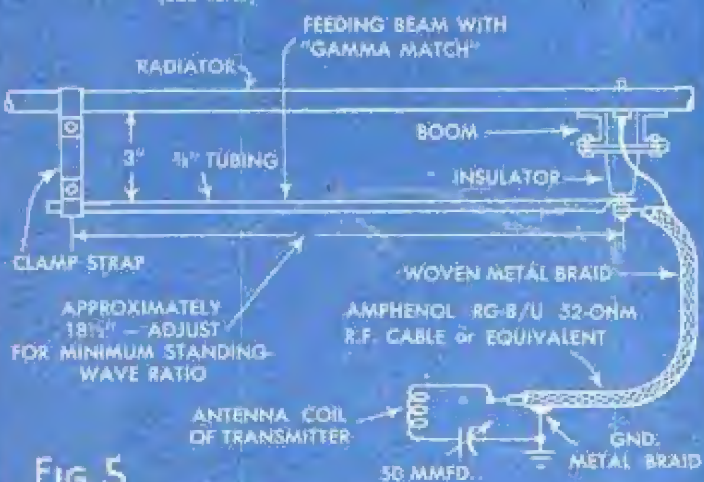 FEEDING BEAM WITH
"GAMMA MATCH"
RADIATOR
BOOM
3"
TUBING
INSULATOR
CLAMP STRAP
WOVEN METAL BRAID
APPROXIMATELY
18½" — ADJUST
FOR MINIMUM STANDING
WAVE RATIO
AMPHENOL RG-8/U 52-OHM
R.F. CABLE or EQUIVALENT
ANTENNA COIL
OF TRANSMITTER
GND.
METAL BRAID
50 MMFD.
FIG. 5